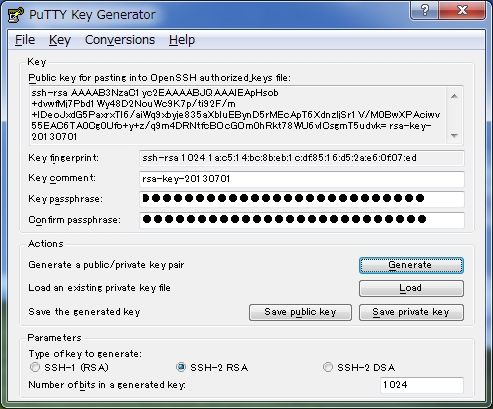 PuTTY Key Generator
File Key Conversions Help
Key
Public key for pasting into OpenSSH authorized_keys file:
ssh-rsa AAAAB3NzaC1yc2EAAAABJQAAAIEApHsob
+dvwfMj7Pbd1Wy48D2NouWc9K7p/ti92F/m
+IDeoJxdG5PaxrxTl6/aiWq9xbyje835aXbIuEBynD5rMEcApT6XdnzIjSr1V/M0BwXPAciwv
55EAC6TA0Cg0Ufo+y+z/q9m4DRNtfcBOcGOm0hRkt78WU6vICsgmT5udvk= rsa-key-
20130701
Key fingerprint: ssh-rsa 1024 1a:c5:14:bc:8b:eb:1c:df:85:16:d5:2a:e6:0f:07:ed
Key comment: rsa-key-20130701
Key passphrase:
Confirm passphrase:
Actions
Generate a public/private key pair Generate
Load an existing private key file Load
Save the generated key Save public key Save private key
Parameters
Type of key to generate:
SSH-1 (RSA) SSH-2 RSA SSH-2 DSA
Number of bits in a generated key: 1024